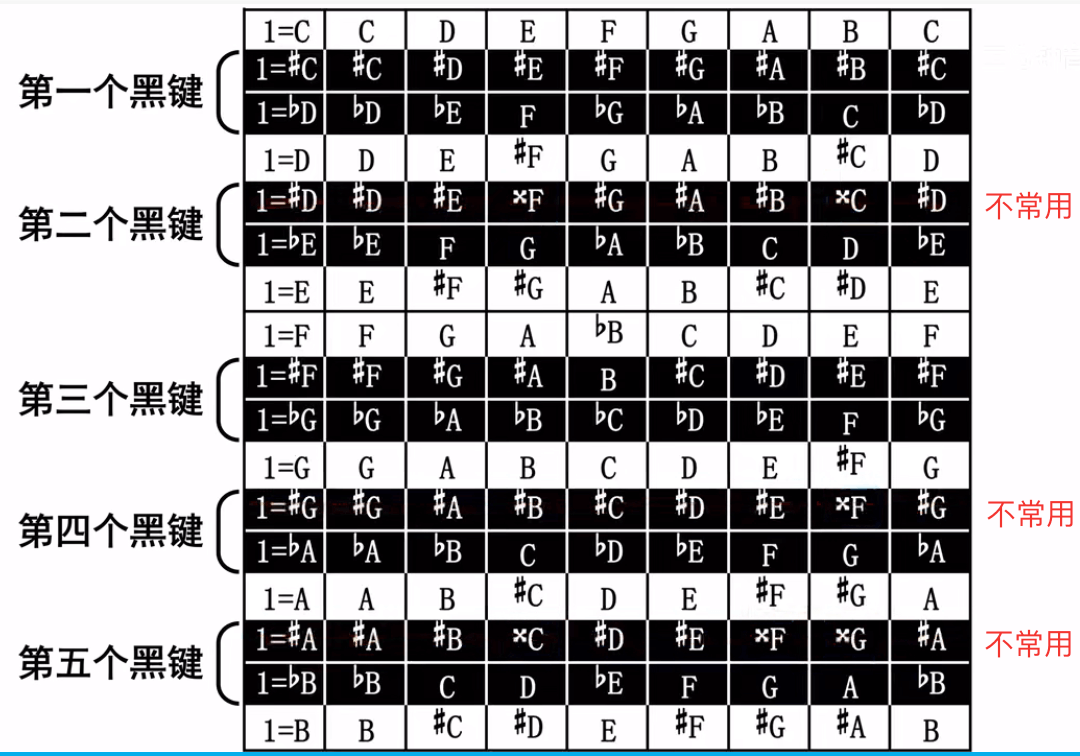 1=C C D E F G A B C
第一个黑键
1=♯C ♯C ♯D ♯E ♯F ♯G ♯A ♯B ♯C
1=♭D ♭D ♭E F ♭G ♭A ♭B C ♭D
1=D D E ♯F G A B ♯C D
第二个黑键
1=♯D ♯D ♯E 𝄪F ♯G ♯A ♯B 𝄪C ♯D 不常用
1=♭E ♭E F G ♭A ♭B C D ♭E
1=E E ♯F ♯G A B ♯C ♯D E
1=F F G A ♭B C D E F
第三个黑键
1=♯F ♯F ♯G ♯A B ♯C ♯D ♯E ♯F
1=♭G ♭G ♭A ♭B ♭C ♭D ♭E F ♭G
1=G G A B C D E ♯F G
第四个黑键
1=♯G ♯G ♯A ♯B ♯C ♯D ♯E 𝄪F ♯G 不常用
1=♭A ♭A ♭B C ♭D ♭E F G ♭A
1=A A B ♯C D E ♯F ♯G A
第五个黑键
1=♯A ♯A ♯B 𝄪C ♯D ♯E 𝄪F 𝄪G ♯A 不常用
1=♭B ♭B C D ♭E F G A ♭B
1=B B ♯C ♯D E ♯F ♯G ♯A B